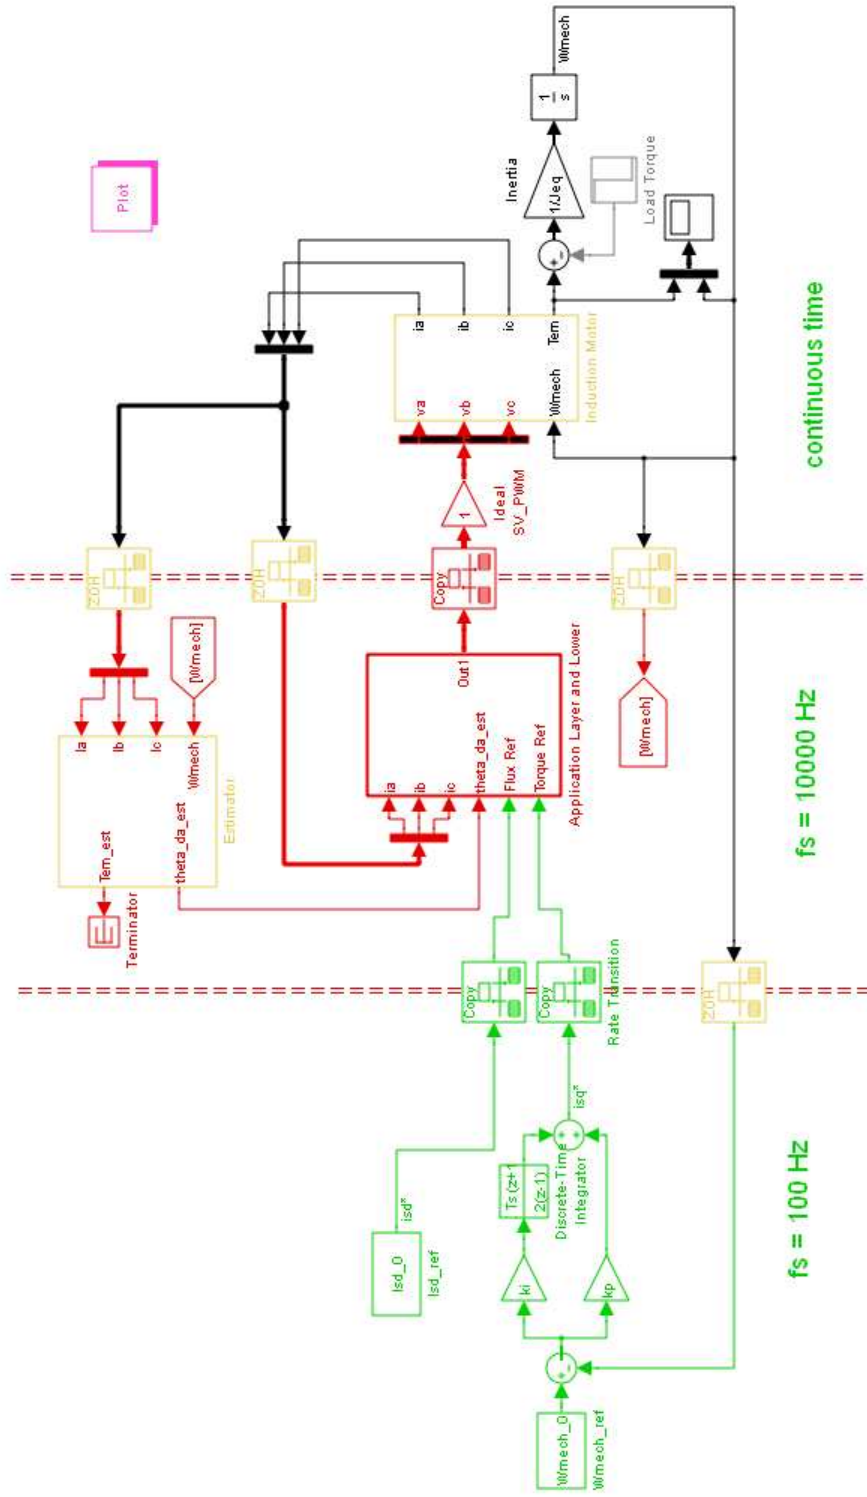 Plot
ZOH
Tem_est
theta_da_est
Ia
Ib
Ic
Wmech
Estimator
Terminator
[Wmech]
ZOH
ia
ib
ic
Tem
va
vb
vc
Wmech
Induction Motor
1
Ideal
SV_PWM
Copy
Inertia
1/Jeq
1
s
Wmech
Load Torque
+
-
Out1
ia
ib
ic
theta_da_est
Flux Ref
Torque Ref
Application Layer and Lower
ZOH
[Wmech]
Copy
Copy
Rate Transition
ZOH
Isd_0
Isd_ref
isd*
isq*
Ts(z+1
2(z-1)
Discrete-Time
Integrator
+
+
ki
kp
+
-
Wmech_0
Wmech_ref
fs = 100 Hz
fs = 10000 Hz
continuous time